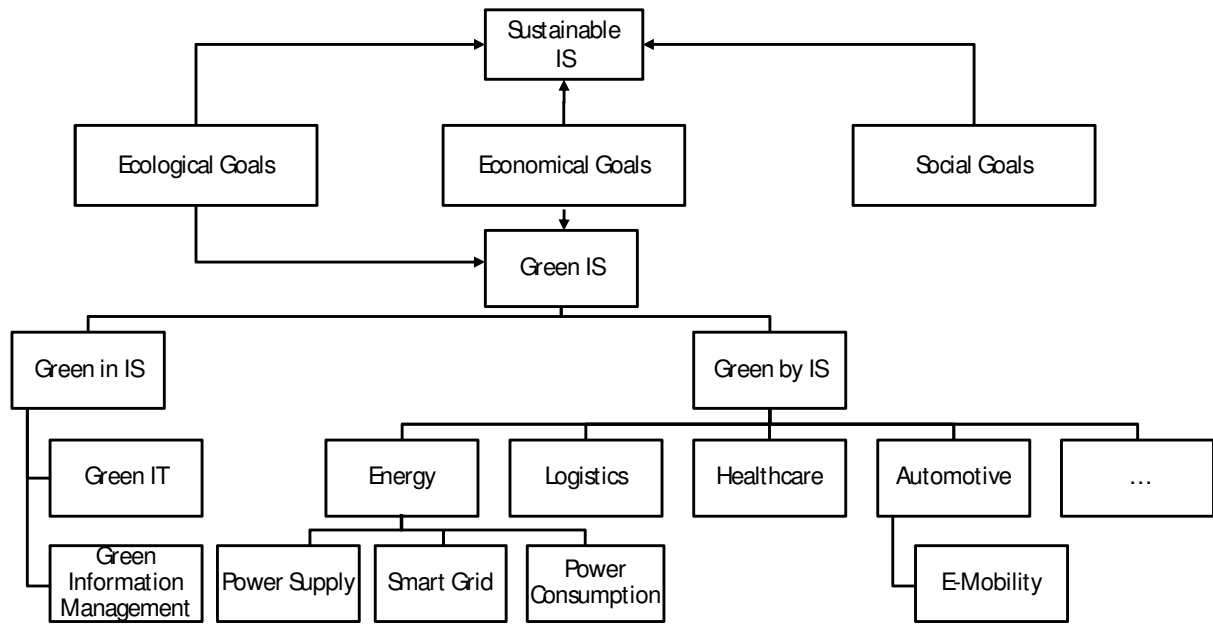 Sustainable
IS
Ecological Goals
Economical Goals
Social Goals
Green IS
Green in IS
Green by IS
Green IT
Energy
Logistics
Healthcare
Automotive
...
Green
Information
Management
Power Supply
Smart Grid
Power
Consumption
E-Mobility